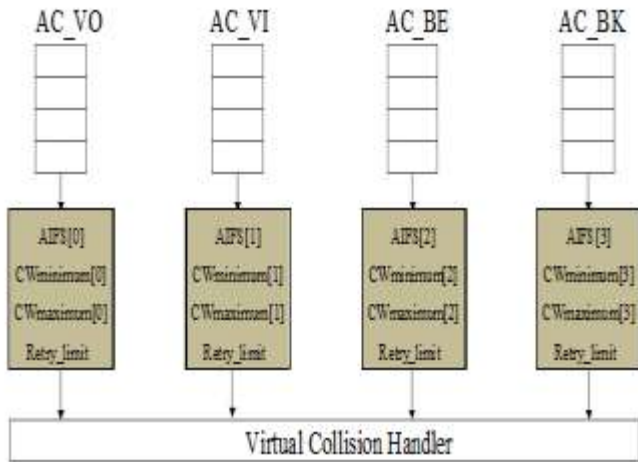 AC_VO AC_VI AC_BE AC_BK
AIFS[0] AIFS[1] AIFS[2] AIFS[3]
CWminimum[0] CWminimum[1] CWminimum[2] CWminimum[3]
CWmaximum[0] CWmaximum[1] CWmaximum[2] CWmaximum[3]
Retry_limit Retry_limit Retry_limit Retry_limit
Virtual Collision Handler